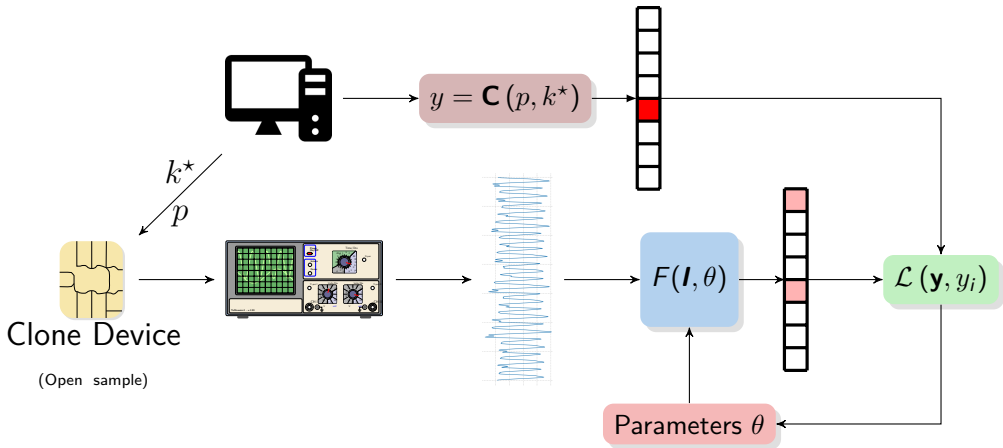 y = C (p, k⋆)
k⋆
p
F(l, θ)
L (y, yᵢ)
Clone Device
(Open sample)
Parameters θ